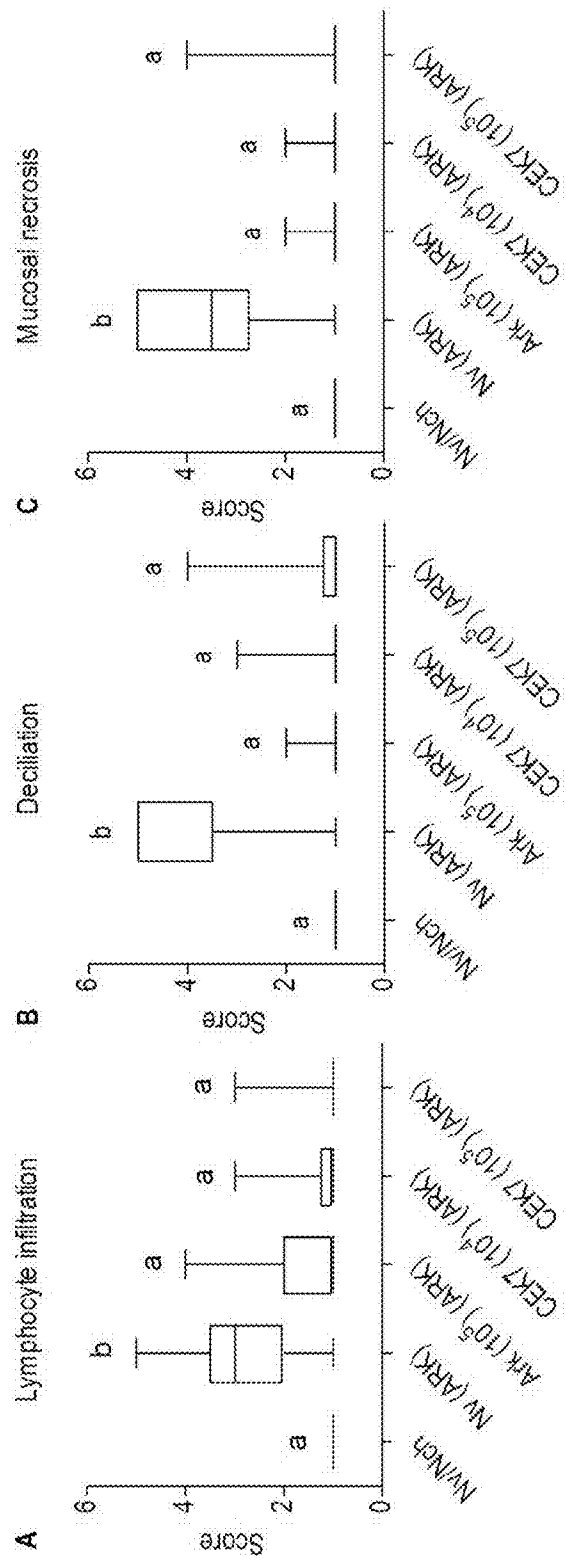 A
Lymphocyte infiltration
Score
6
4
2
0
a
b
a
a
a
Nv/Nch
Nv (ARK)
Ark (10⁵) (ARK)
CEK7 (10⁴) (ARK)
CEK7 (10⁵) (ARK)
B
Deciliation
Score
6
4
2
0
a
b
a
a
a
Nv/Nch
Nv (ARK)
Ark (10⁵) (ARK)
CEK7 (10⁴) (ARK)
CEK7 (10⁵) (ARK)
C
Mucosal necrosis
Score
6
4
2
0
a
b
a
a
a
Nv/Nch
Nv (ARK)
Ark (10⁵) (ARK)
CEK7 (10⁴) (ARK)
CEK7 (10⁵) (ARK)